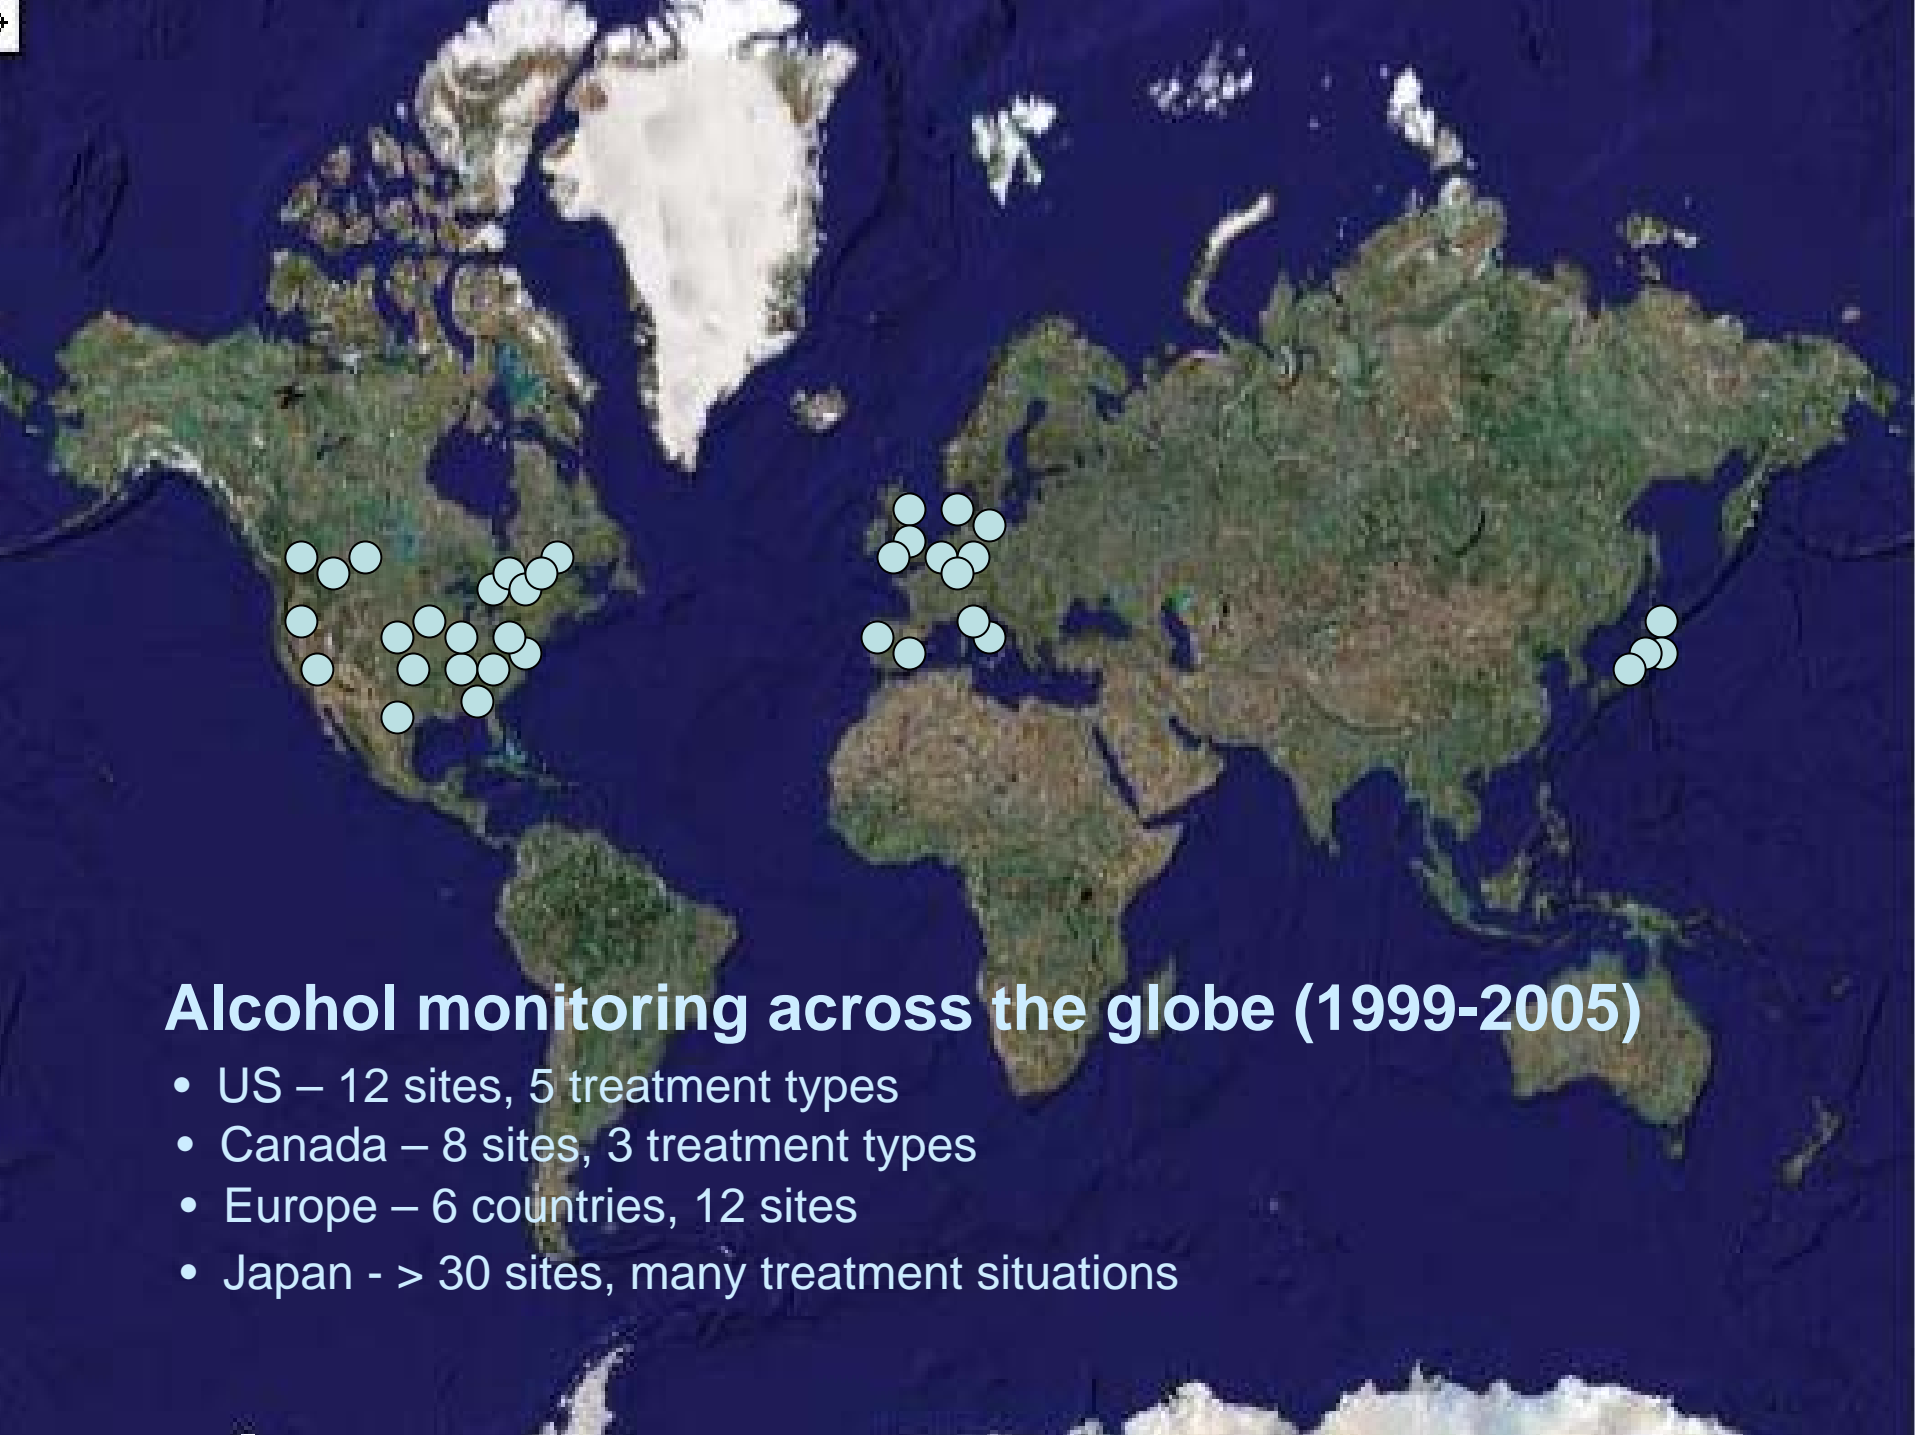 Alcohol monitoring across the globe (1999-2005)
• US – 12 sites, 5 treatment types
• Canada – 8 sites, 3 treatment types
• Europe – 6 countries, 12 sites
• Japan - > 30 sites, many treatment situations